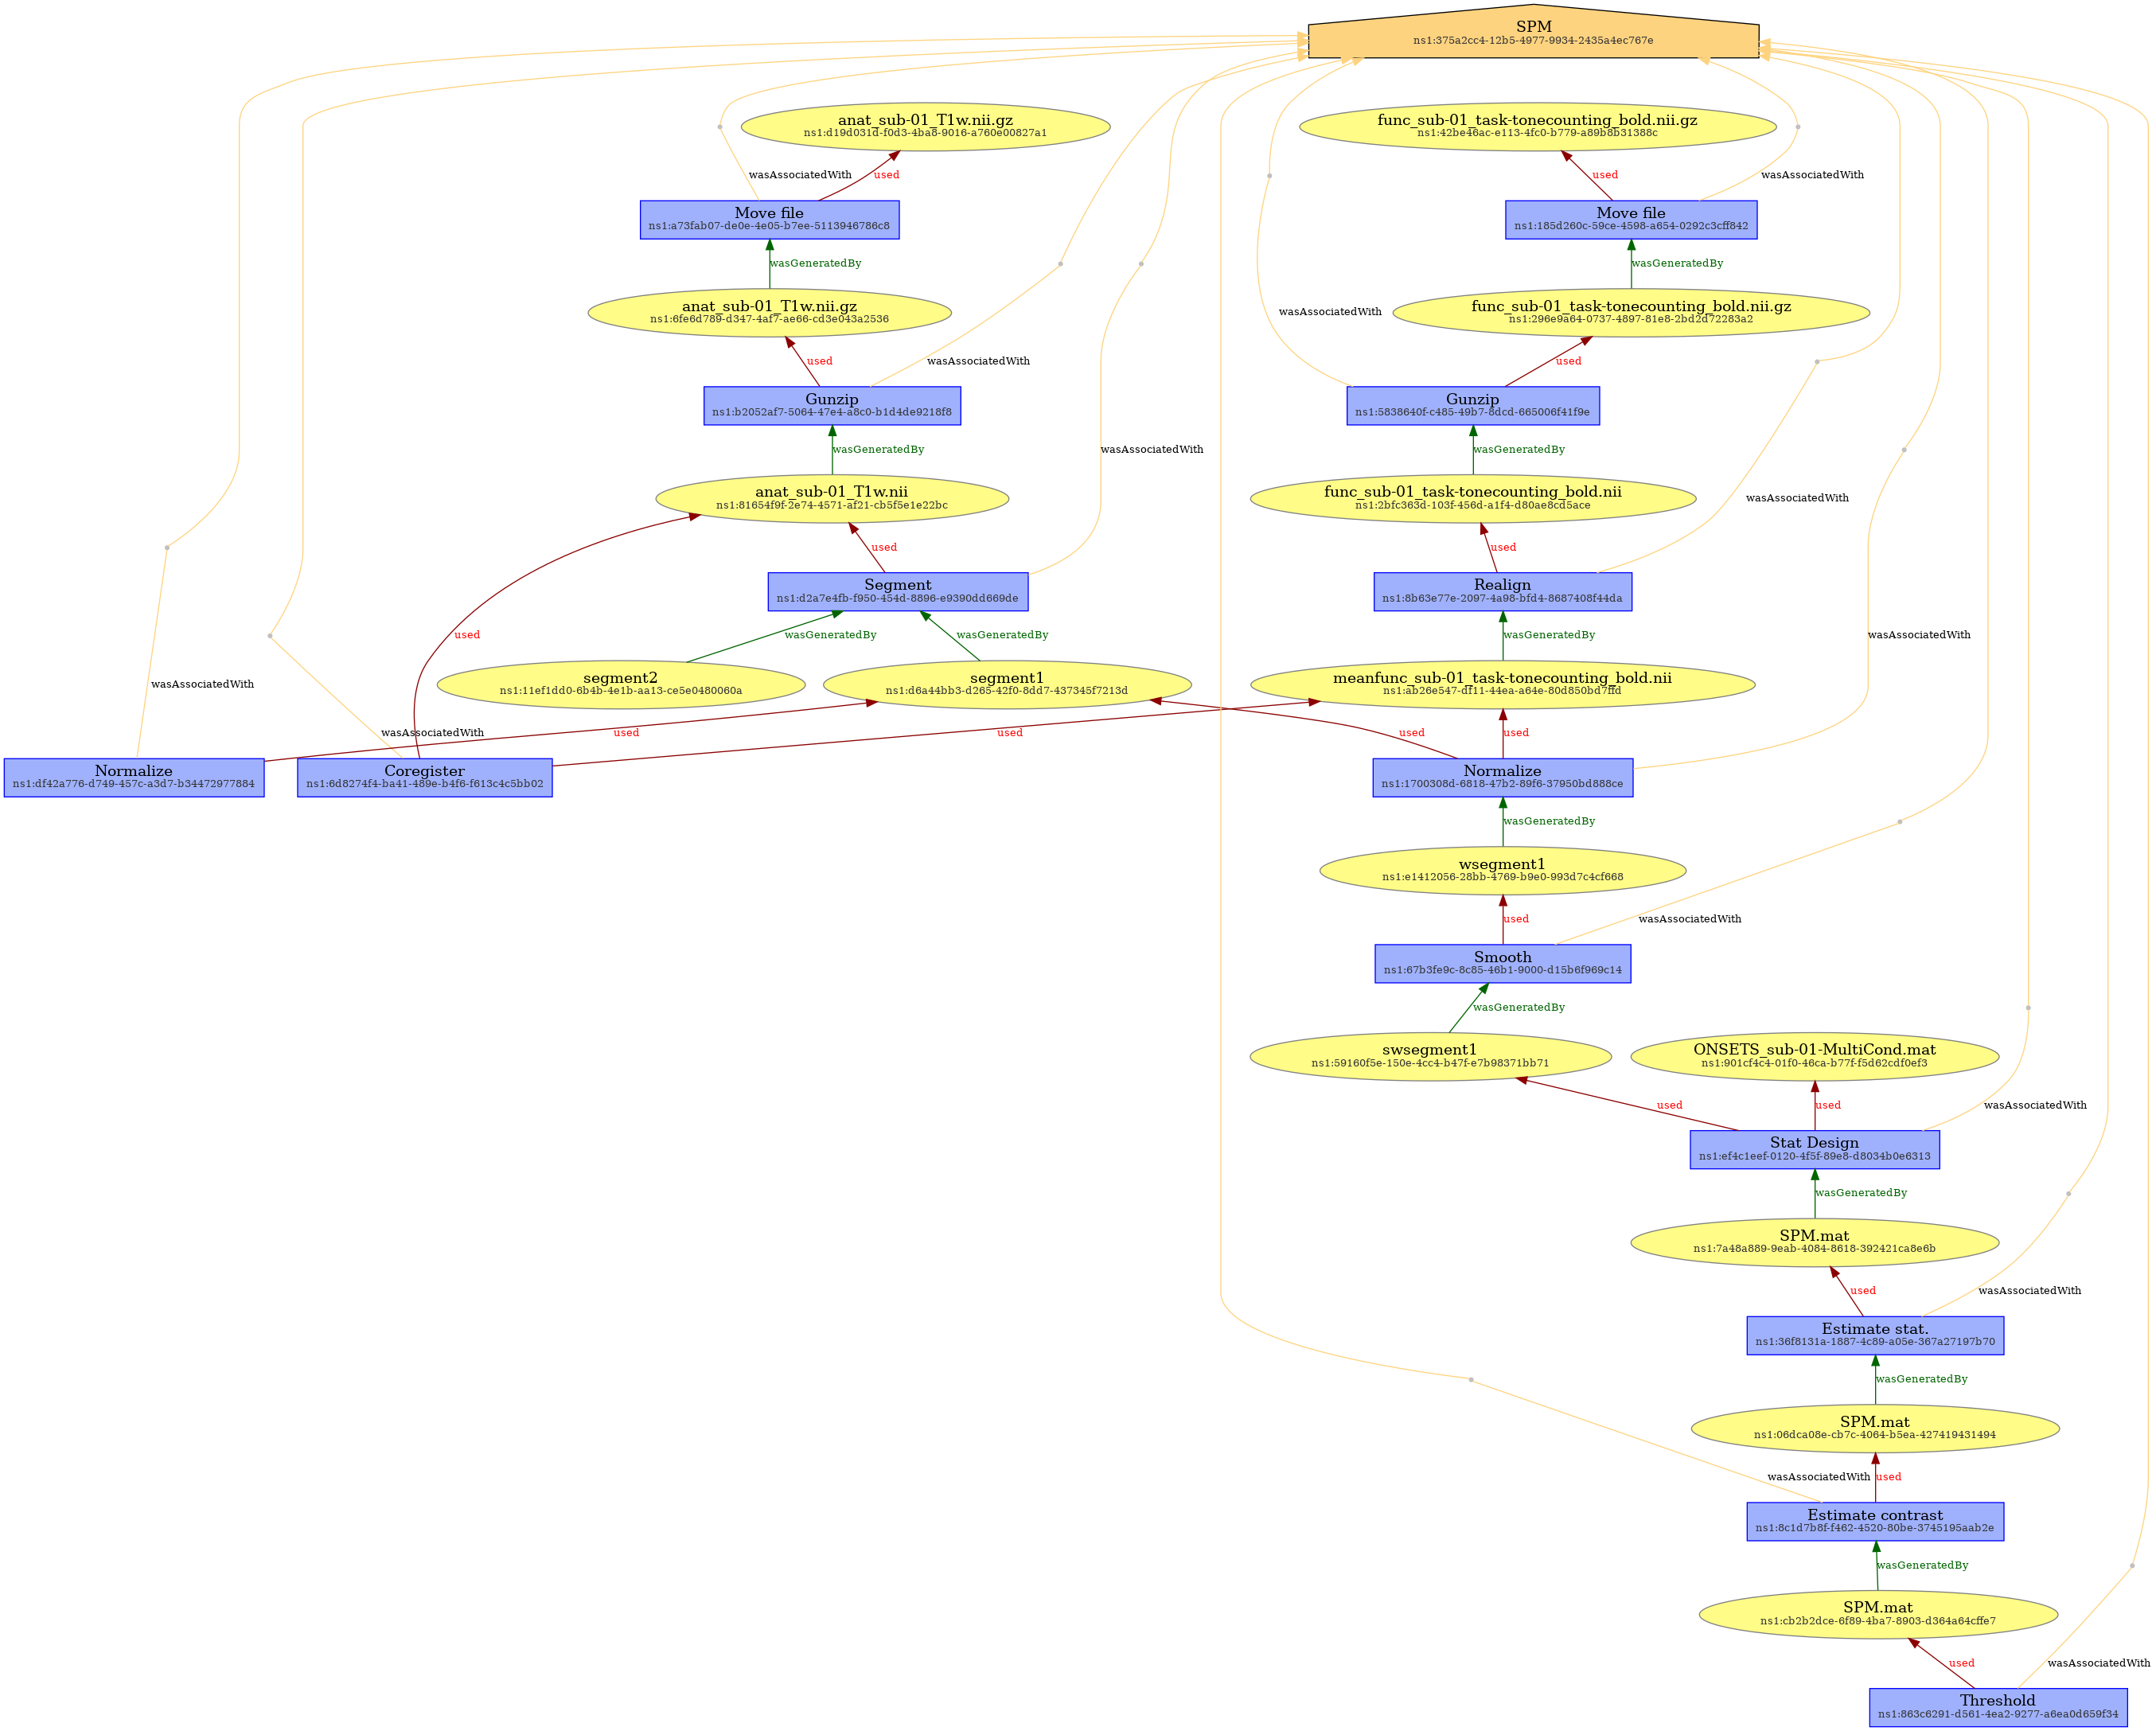 SPM
ns1:375a2cc4-12b5-4977-9934-2435a4ec767e
anat_sub-01_T1w.nii.gz
ns1:d19d031d-f0d3-4ba8-9016-a760e00827a1
func_sub-01_task-tonecounting_bold.nii.gz
ns1:42be46ac-e113-4fc0-b779-a89b8b31388c
wasAssociatedWith
used
used
wasAssociatedWith
Move file
ns1:a73fab07-de0e-4e05-b7ee-5113946786c8
Move file
ns1:185d260c-59ce-4598-a654-0292c3cff842
wasGeneratedBy
wasGeneratedBy
anat_sub-01_T1w.nii.gz
ns1:6fe6d789-d347-4af7-ae66-cd3e043a2536
wasAssociatedWith
func_sub-01_task-tonecounting_bold.nii.gz
ns1:296e9a64-0737-4897-81e8-2bd2d72283a2
used
wasAssociatedWith
used
Gunzip
ns1:b2052af7-5064-47e4-a8c0-b1d4de9218f8
Gunzip
ns1:5838640f-c485-49b7-8dcd-665006f41f9e
wasGeneratedBy
wasAssociatedWith
wasGeneratedBy
anat_sub-01_T1w.nii
ns1:81654f9f-2e74-4571-af21-cb5f5e1e22bc
func_sub-01_task-tonecounting_bold.nii
ns1:2bfc363d-103f-456d-a1f4-d80ae8cd5ace
wasAssociatedWith
used
used
Segment
ns1:d2a7e4fb-f950-454d-8896-e9390dd669de
Realign
ns1:8b63e77e-2097-4a98-bfd4-8687408f44da
used
wasGeneratedBy
wasGeneratedBy
wasGeneratedBy
wasAssociatedWith
wasAssociatedWith
segment2
ns1:11ef1dd0-6b4b-4e1b-aa13-ce5e0480060a
segment1
ns1:d6a44bb3-d265-42f0-8dd7-437345f7213d
meanfunc_sub-01_task-tonecounting_bold.nii
ns1:ab26e547-df11-44ea-a64e-80d850bd7ffd
wasAssociatedWith
used
used
used
used
Normalize
ns1:df42a776-d749-457c-a3d7-b34472977884
Coregister
ns1:6d8274f4-ba41-489e-b4f6-f613c4c5bb02
Normalize
ns1:1700308d-6818-47b2-89f6-37950bd888ce
wasGeneratedBy
wsegment1
ns1:e1412056-28bb-4769-b9e0-993d7c4cf668
used
wasAssociatedWith
Smooth
ns1:67b3fe9c-8c85-46b1-9000-d15b6f969c14
wasGeneratedBy
swsegment1
ns1:59160f5e-150e-4cc4-b47f-e7b98371bb71
ONSETS_sub-01-MultiCond.mat
ns1:901cf4c4-01f0-46ca-b77f-f5d62cdf0ef3
used
used
wasAssociatedWith
Stat Design
ns1:ef4c1eef-0120-4f5f-89e8-d8034b0e6313
wasGeneratedBy
SPM.mat
ns1:7a48a889-9eab-4084-8618-392421ca8e6b
used
wasAssociatedWith
Estimate stat.
ns1:36f8131a-1887-4c89-a05e-367a27197b70
wasGeneratedBy
SPM.mat
ns1:06dca08e-cb7c-4064-b5ea-427419431494
wasAssociatedWith
used
Estimate contrast
ns1:8c1d7b8f-f462-4520-80be-3745195aab2e
wasGeneratedBy
SPM.mat
ns1:cb2b2dce-6f89-4ba7-8903-d364a64cffe7
used
wasAssociatedWith
Threshold
ns1:863c6291-d561-4ea2-9277-a6ea0d659f34